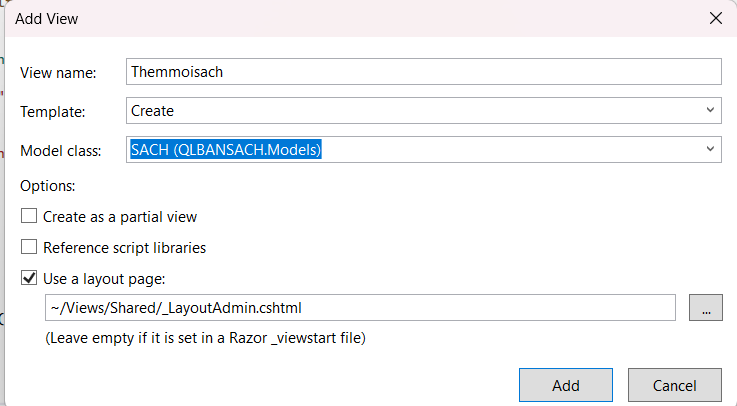 Add View
View name: Themmoisach
Template: Create
Model class: SACH (QLBANSACH.Models)
Options:
Create as a partial view
Reference script libraries
Use a layout page:
~/Views/Shared/_LayoutAdmin.cshtml ...
(Leave empty if it is set in a Razor _viewstart file)
Add Cancel